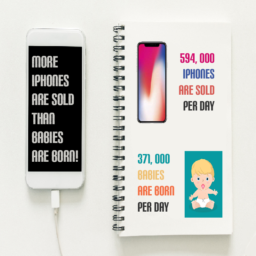 MORE
IPHONES
ARE SOLD
THAN
BABIES
ARE BORN!
594, 000
IPHONES
ARE SOLD
PER DAY
371, 000
BABIES
ARE BORN
PER DAY